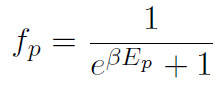 $f_p = \frac{1}{e^{\beta E_p} + 1}$